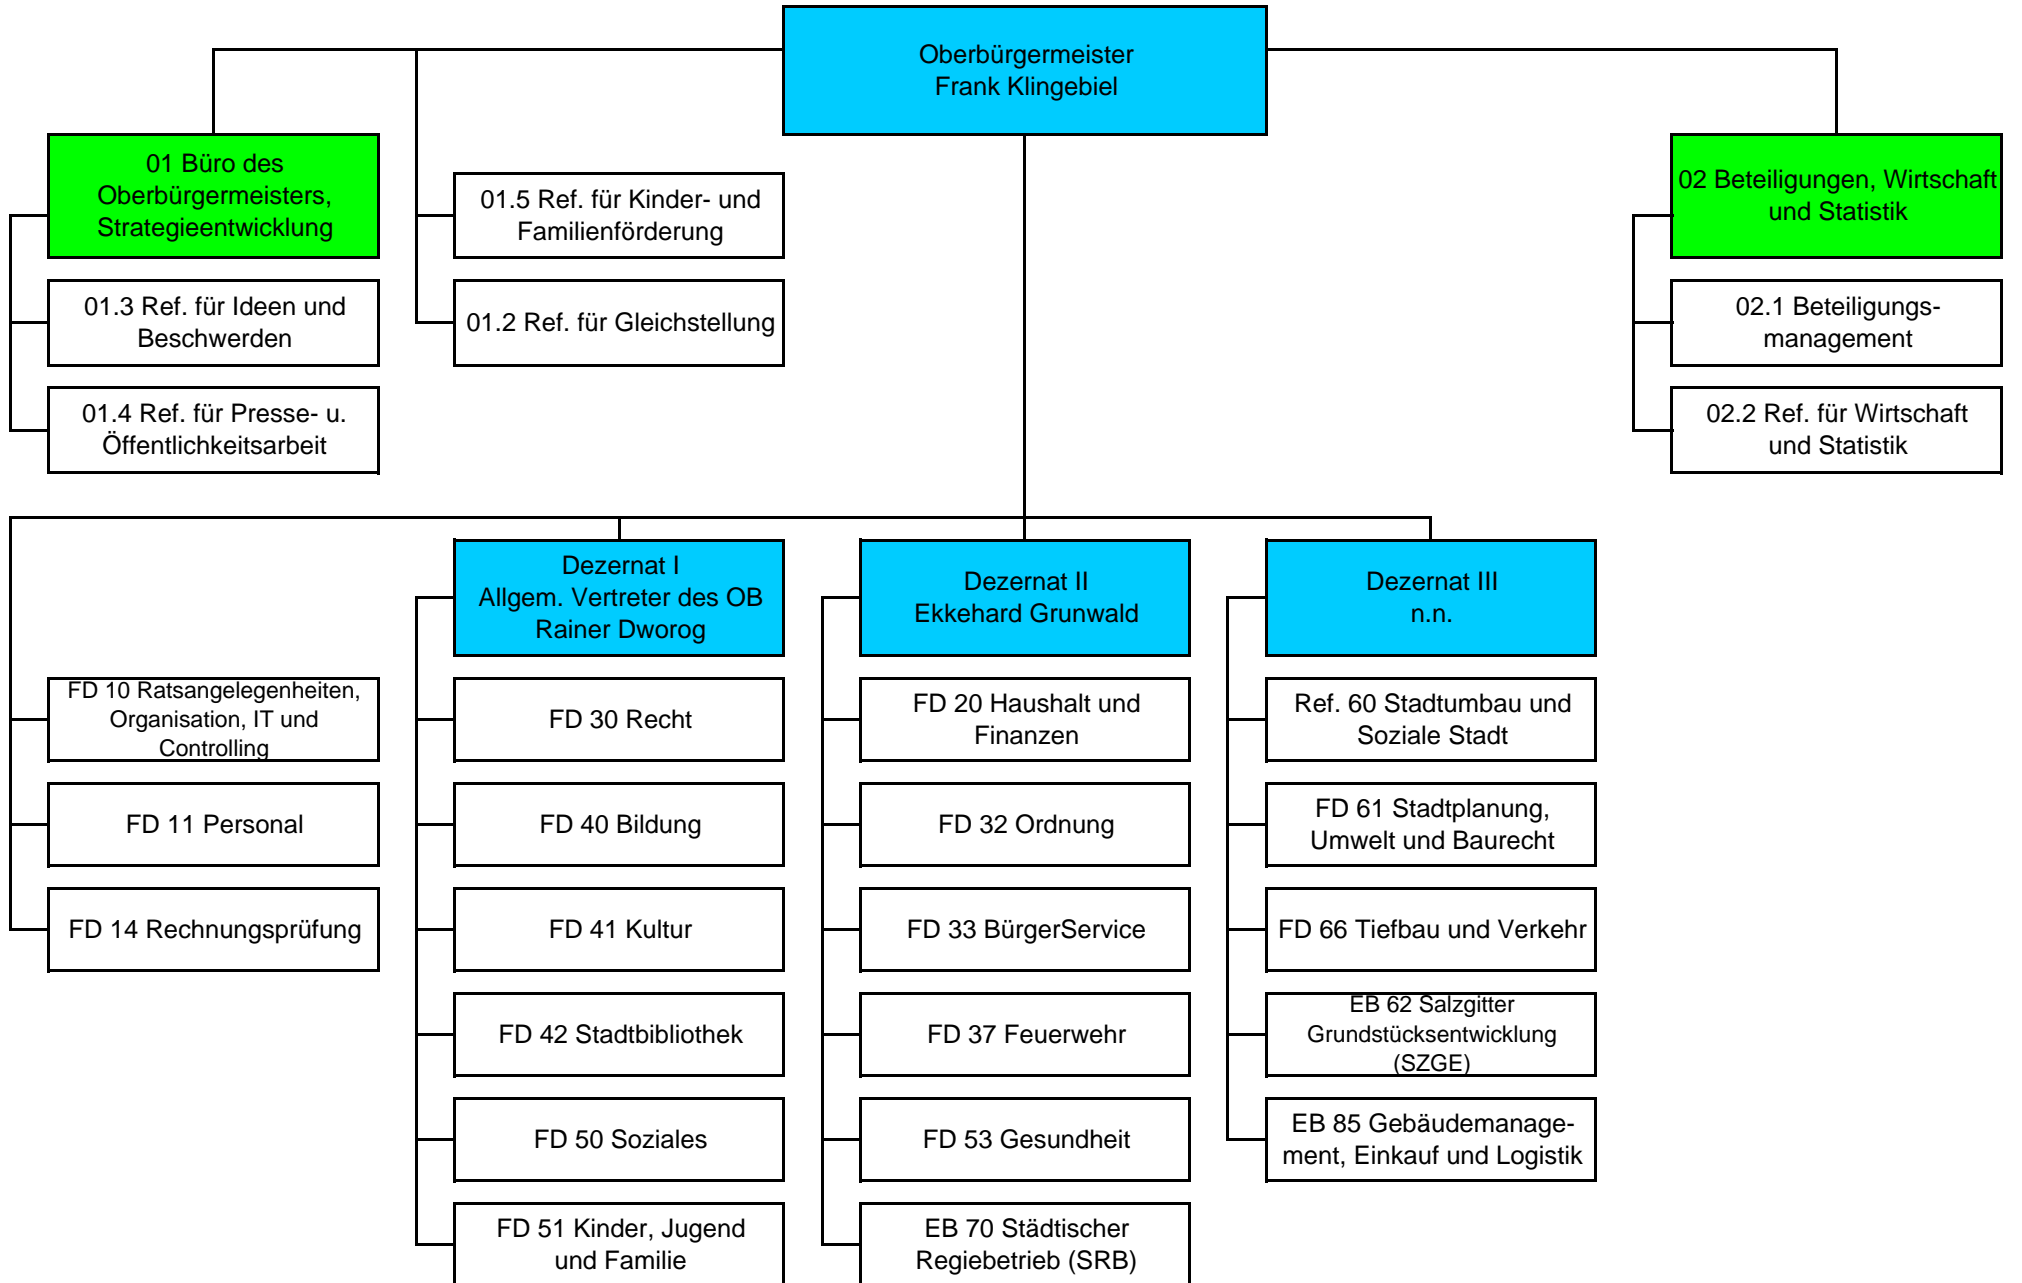 Oberbürgermeister
Frank Klingebiel
01 Büro des
Oberbürgermeisters,
Strategieentwicklung
01.3 Ref. für Ideen und
Beschwerden
01.4 Ref. für Presse- u.
Öffentlichkeitsarbeit
01.5 Ref. für Kinder- und
Familienförderung
01.2 Ref. für Gleichstellung
02 Beteiligungen, Wirtschaft
und Statistik
02.1 Beteiligungs-
management
02.2 Ref. für Wirtschaft
und Statistik
FD 10 Ratsangelegenheiten,
Organisation, IT und
Controlling
FD 11 Personal
FD 14 Rechnungsprüfung
Dezernat I
Allgem. Vertreter des OB
Rainer Dworog
FD 30 Recht
FD 40 Bildung
FD 41 Kultur
FD 42 Stadtbibliothek
FD 50 Soziales
FD 51 Kinder, Jugend
und Familie
Dezernat II
Ekkehard Grunwald
FD 20 Haushalt und
Finanzen
FD 32 Ordnung
FD 33 BürgerService
FD 37 Feuerwehr
FD 53 Gesundheit
EB 70 Städtischer
Regiebetrieb (SRB)
Dezernat III
n.n.
Ref. 60 Stadtumbau und
Soziale Stadt
FD 61 Stadtplanung,
Umwelt und Baurecht
FD 66 Tiefbau und Verkehr
EB 62 Salzgitter
Grundstücksentwicklung
(SZGE)
EB 85 Gebäudemanage-
ment, Einkauf und Logistik